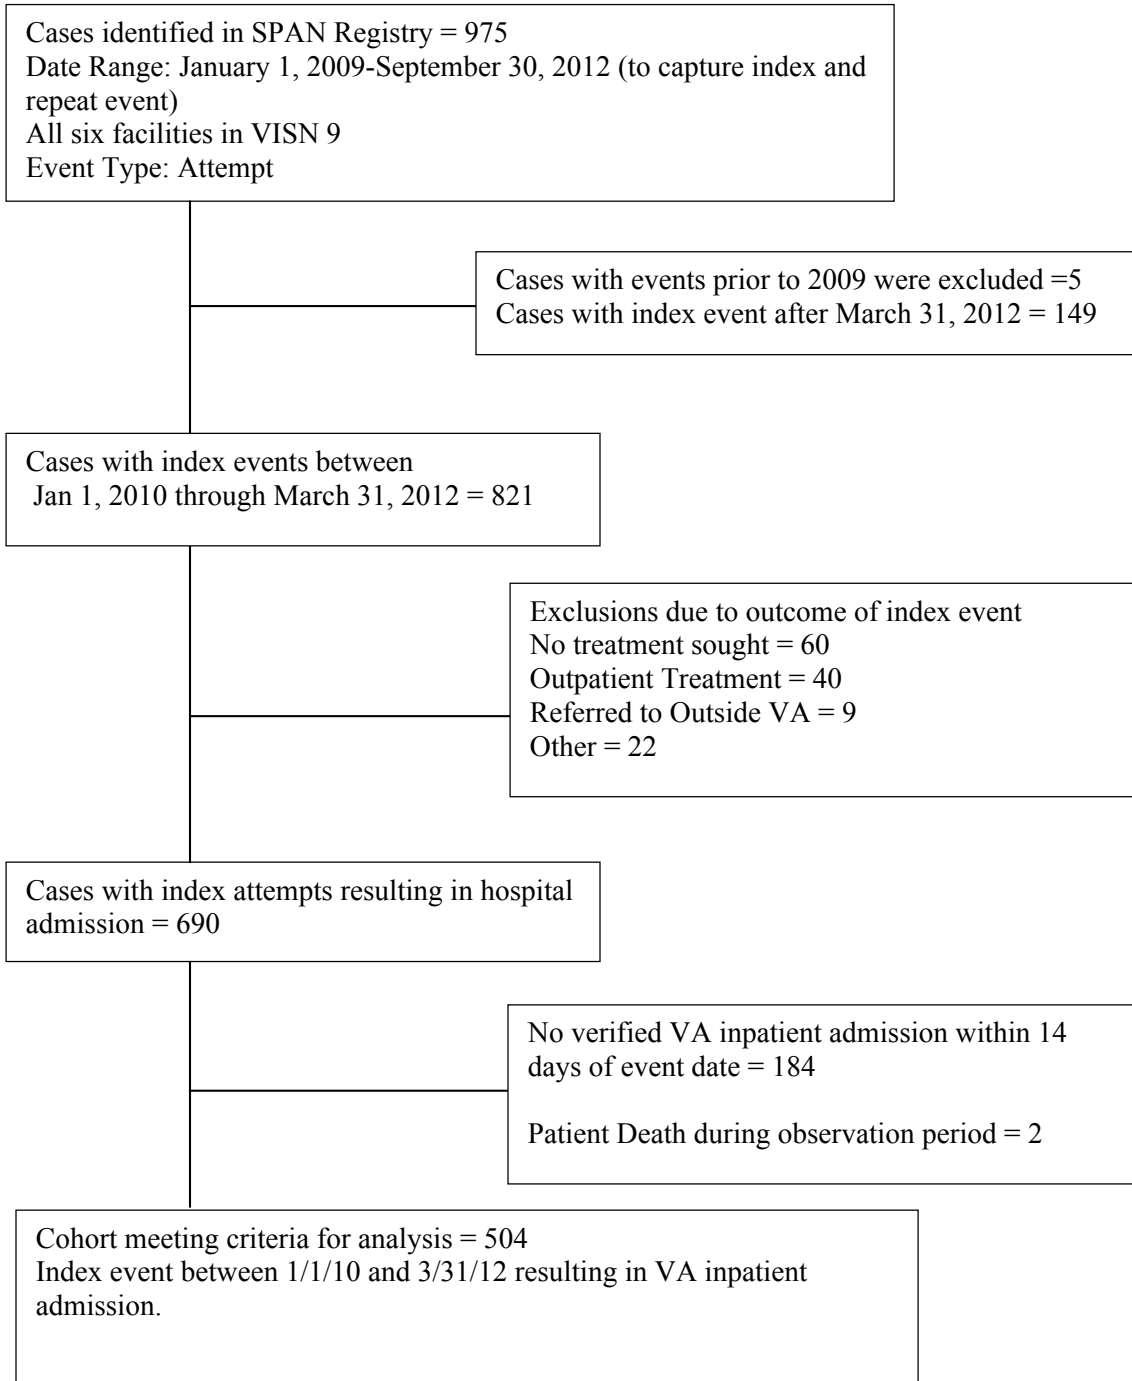 Cases identified in SPAN Registry = 975
Date Range: January 1, 2009-September 30, 2012 (to capture index and
repeat event)
All six facilities in VISN 9
Event Type: Attempt
Cases with events prior to 2009 were excluded =5
Cases with index event after March 31, 2012 = 149
Cases with index events between
Jan 1, 2010 through March 31, 2012 = 821
Exclusions due to outcome of index event
No treatment sought = 60
Outpatient Treatment = 40
Referred to Outside VA = 9
Other = 22
Cases with index attempts resulting in hospital
admission = 690
No verified VA inpatient admission within 14
days of event date = 184
Patient Death during observation period = 2
Cohort meeting criteria for analysis = 504
Index event between 1/1/10 and 3/31/12 resulting in VA inpatient
admission.